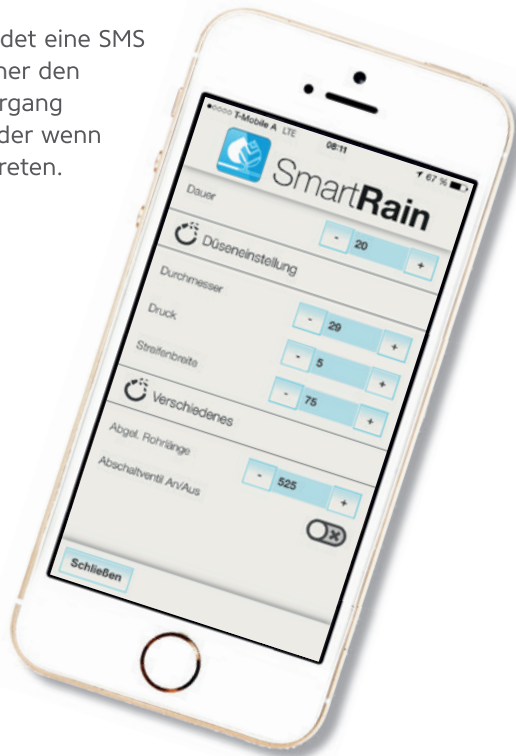 det eine SMS
ner den
rgang
der wenn
reten.
T-Mobile A LTE
08:11
67 %
SmartRain
Dauer
- 20 +
Düseneinstellung
Durchmesser
- 29 +
Druck
- 5 +
Streifenbreite
- 75 +
Verschiedenes
Abgel. Rohrlänge
- 525 +
Abschaltventil An/Aus
Schließen